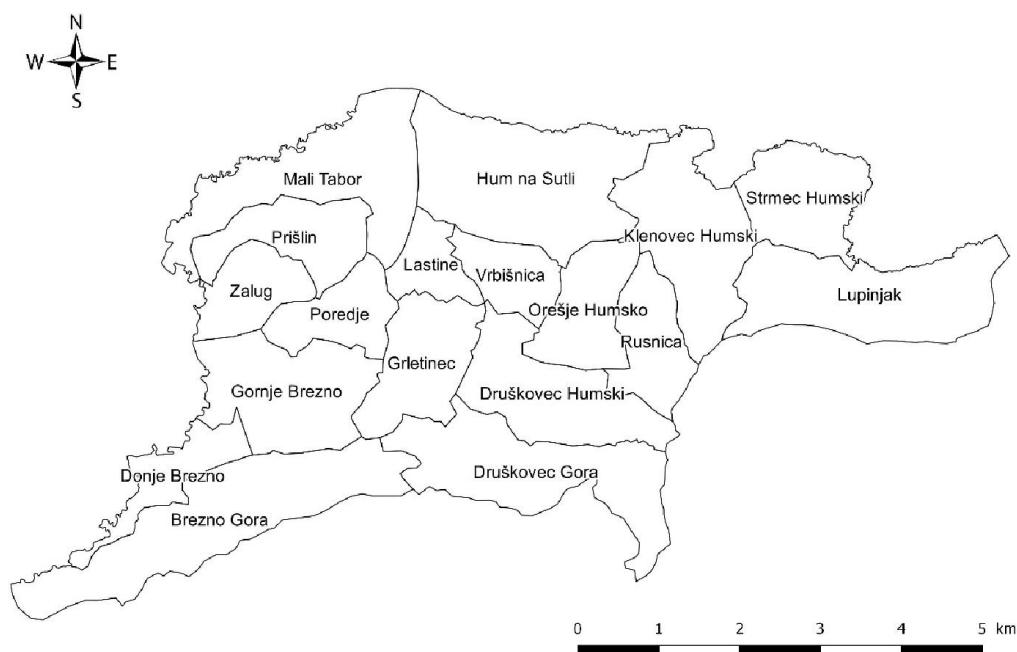 N
W E
S
Mali Tabor
Hum na Sutli
Strmec Humski
Prišlin
Klenovec Humski
Lastine
Vrbišnica
Zalug
Lupinjak
Poredje
Orešje Humsko
Rusnica
Grletinec
Gornje Brezno
Druškovec Humski
Donje Brezno
Druškovec Gora
Brezno Gora
0 1 2 3 4 5 km